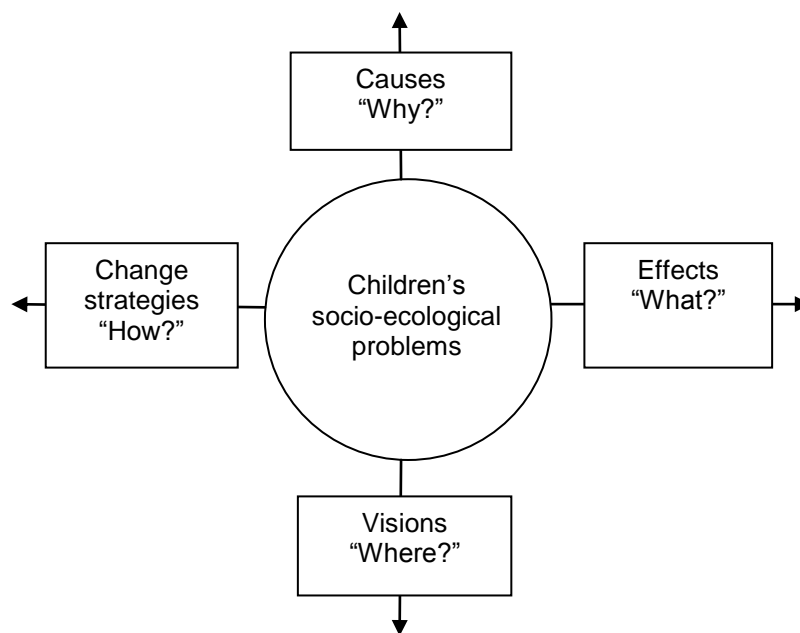 Causes
“Why?”
Change
strategies
“How?”
Children’s
socio-ecological
problems
Effects
“What?”
Visions
“Where?”